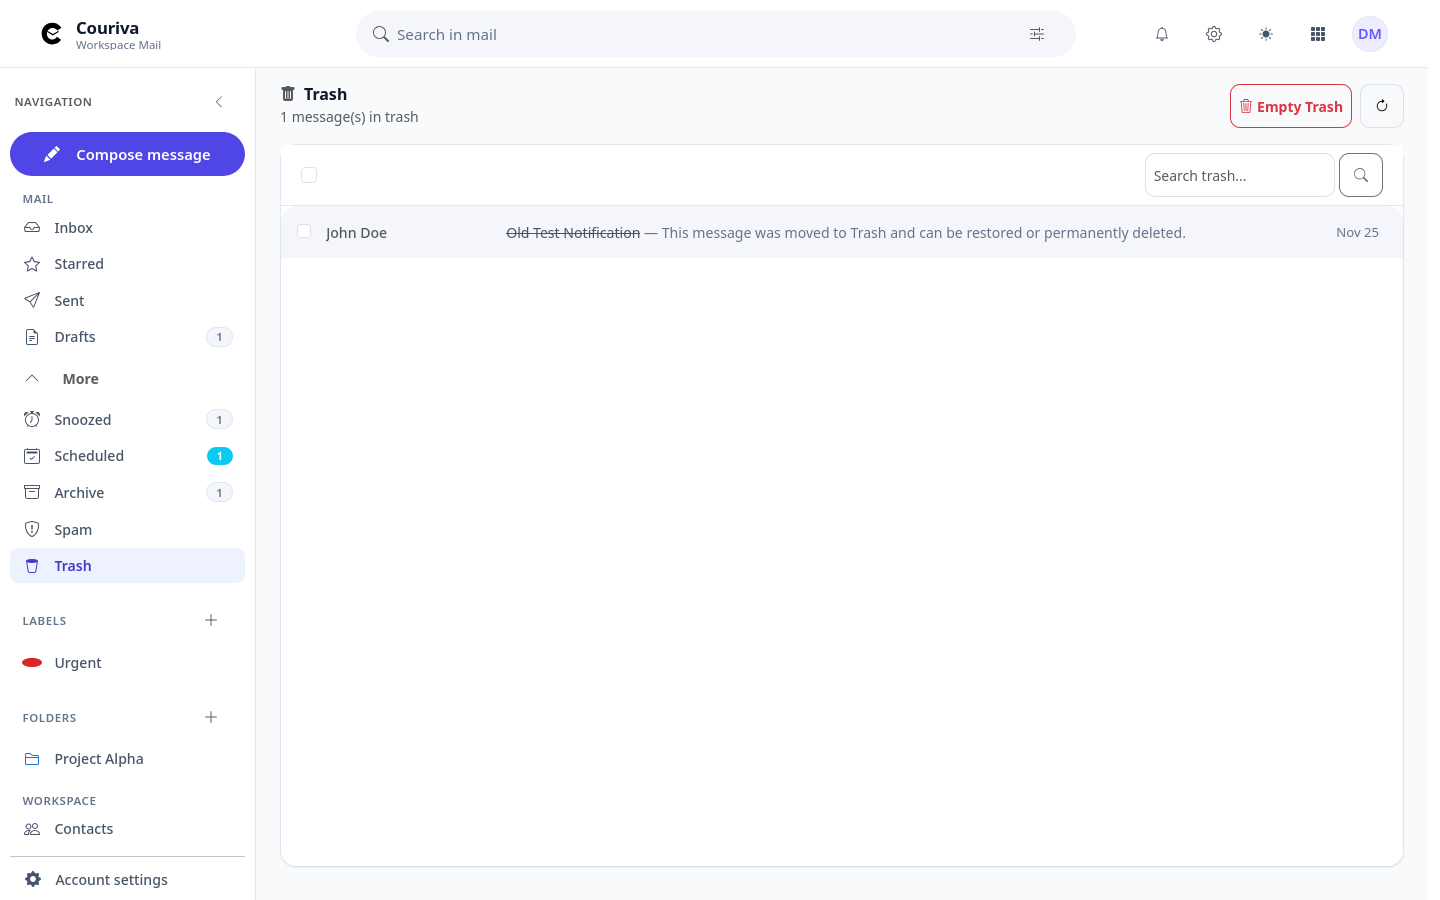 Couriva
Workspace Mail
Search in mail
DM
NAVIGATION
Compose message
MAIL
Inbox
Starred
Sent
Drafts 1
More
Snoozed 1
Scheduled 1
Archive 1
Spam
Trash
LABELS
Urgent
FOLDERS
Project Alpha
WORKSPACE
Contacts
Account settings
Trash
1 message(s) in trash
Empty Trash
Search trash...
John Doe Old Test Notification — This message was moved to Trash and can be restored or permanently deleted. Nov 25